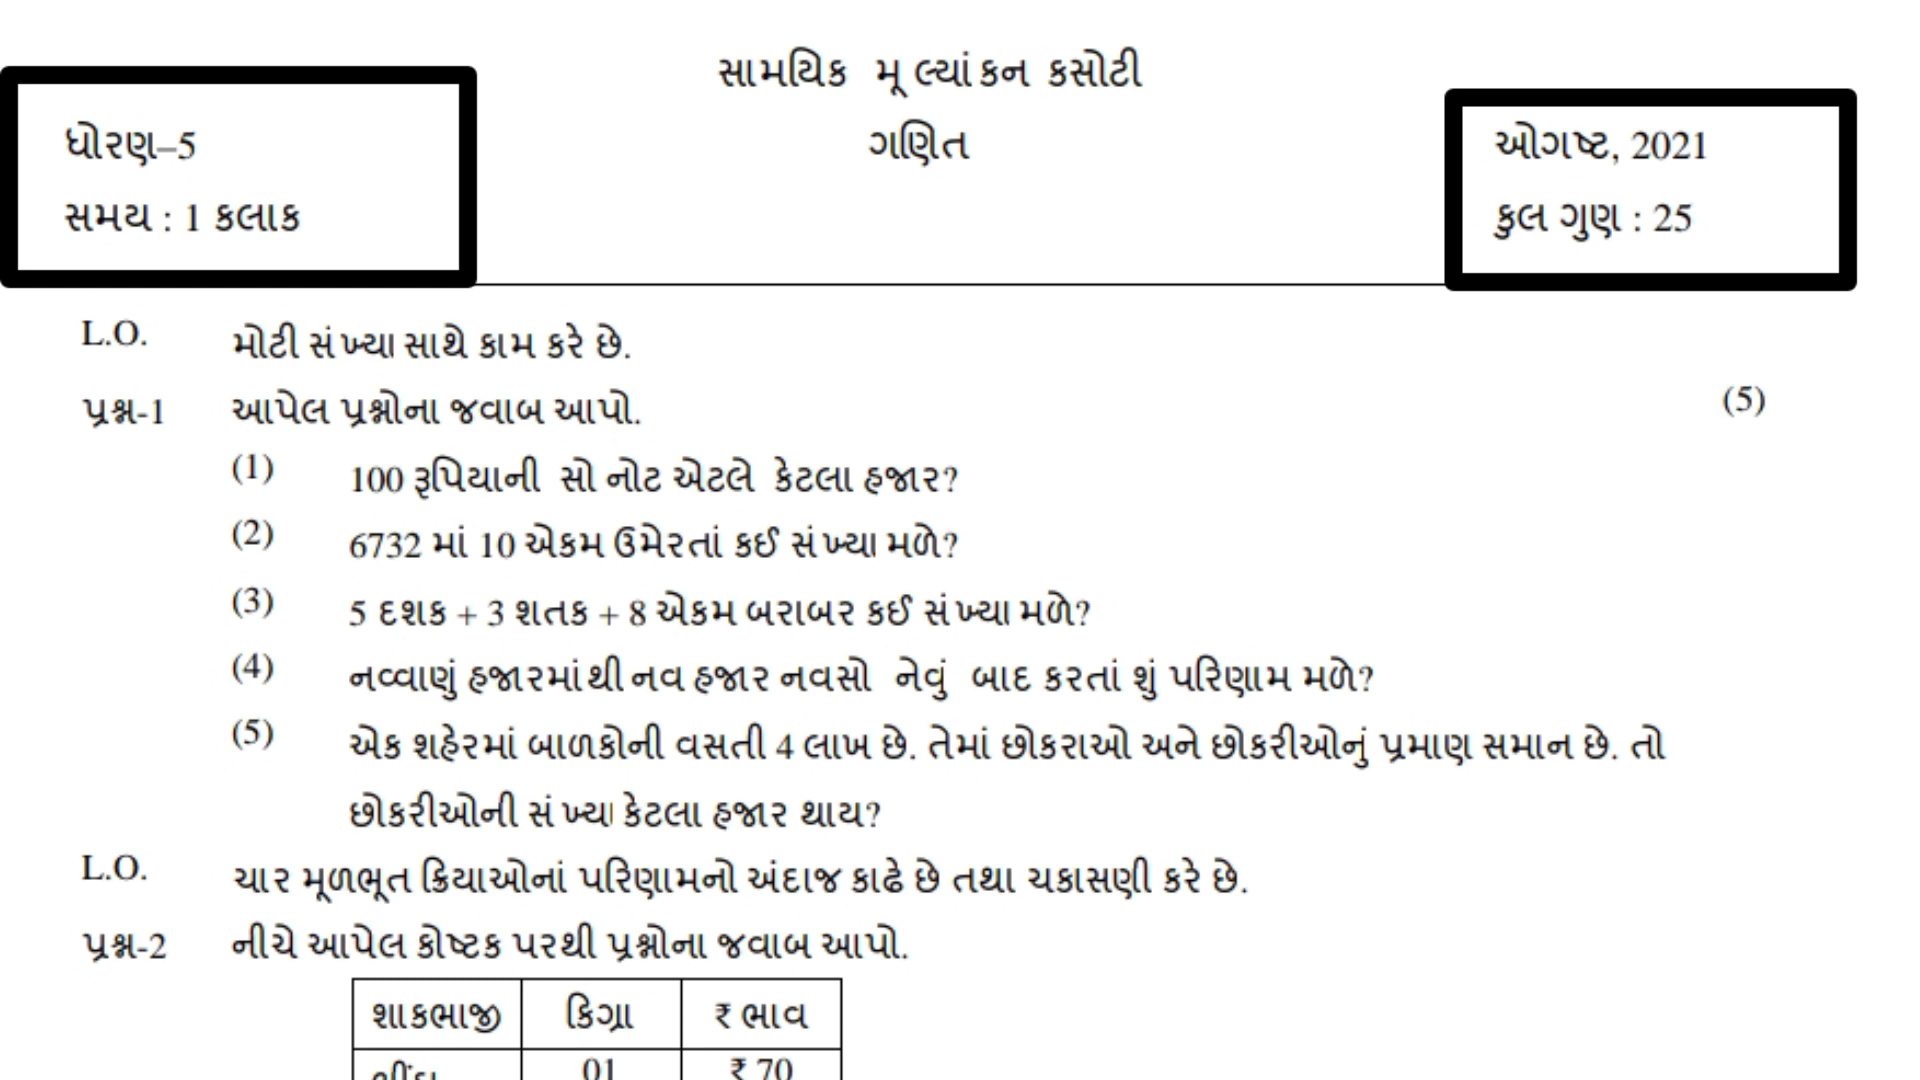 સામયિક મૂલ્યાંકન કસોટી
ધોરણ–5 ગણિત ઓગષ્ટ, 2021
સમય : 1 કલાક કુલ ગુણ : 25
L.O. મોટી સંખ્યા સાથે કામ કરે છે.
પ્રશ્ન-1 આપેલ પ્રશ્નોના જવાબ આપો. (5)
(1) 100 રૂપિયાની સો નોટ એટલે કેટલા હજાર?
(2) 6732 માં 10 એકમ ઉમેરતાં કઈ સંખ્યા મળે?
(3) 5 દશક + 3 શતક + 8 એકમ બરાબર કઈ સંખ્યા મળે?
(4) નવ્વાણું હજારમાંથી નવ હજાર નવસો નેવું બાદ કરતાં શું પરિણામ મળે?
(5) એક શહેરમાં બાળકોની વસતી 4 લાખ છે. તેમાં છોકરાઓ અને છોકરીઓનું પ્રમાણ સમાન છે. તો
છોકરીઓની સંખ્યા કેટલા હજાર થાય?
L.O. ચાર મૂળભૂત ક્રિયાઓનાં પરિણામનો અંદાજ કાઢે છે તથા ચકાસણી કરે છે.
પ્રશ્ન-2 નીચે આપેલ કોષ્ટક પરથી પ્રશ્નોના જવાબ આપો.
શાકભાજી કિગ્રા ₹ ભાવ
01 ₹ 70